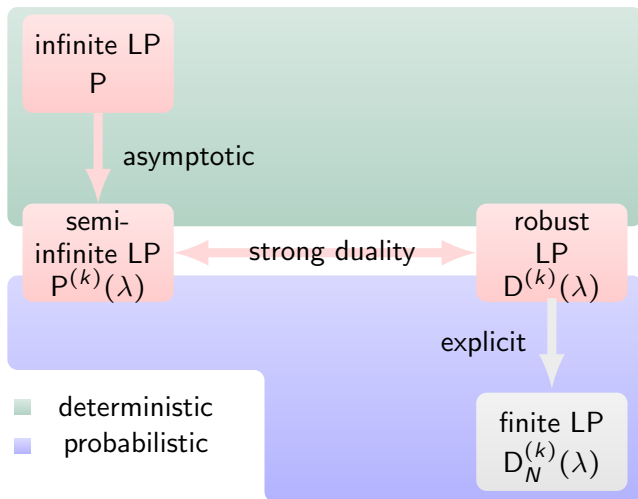 infinite LP
P
asymptotic
semi-
infinite LP
P^{(k)}(λ)
strong duality
robust
LP
D^{(k)}(λ)
explicit
finite LP
D_N^{(k)}(λ)
deterministic
probabilistic